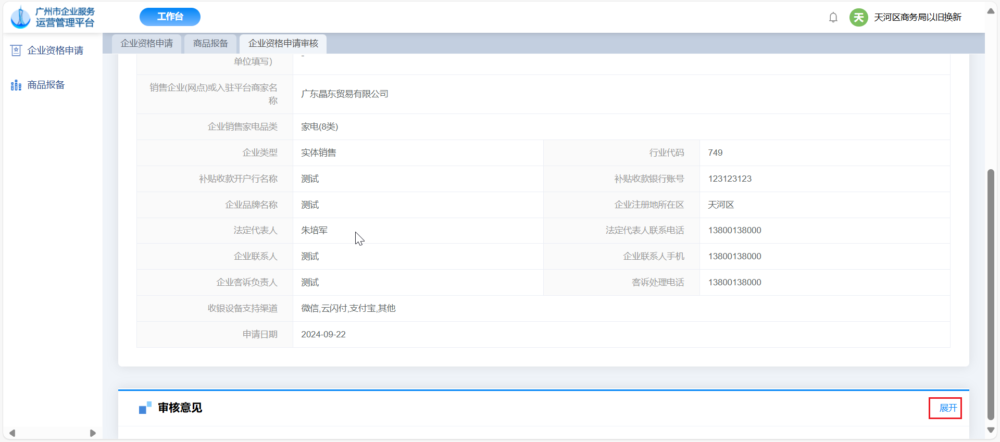 广州市企业服务
运营管理平台
工作台
天
天河区商务局以旧换新
企业资格申请
商品报备
企业资格申请
商品报备
企业资格申请审核
单位填写)
-
销售企业(网点)或入驻平台商家名
称
广东晶东贸易有限公司
企业销售家电品类
家电(8类)
企业类型
实体销售
行业代码
749
补贴收款开户行名称
测试
补贴收款银行账号
123123123
企业品牌名称
测试
企业注册地所在区
天河区
法定代表人
朱培军
法定代表人联系电话
13800138000
企业联系人
测试
企业联系人手机
13800138000
企业客诉负责人
测试
客诉处理电话
13800138000
收银设备支持渠道
微信,云闪付,支付宝,其他
申请日期
2024-09-22
审核意见
展开